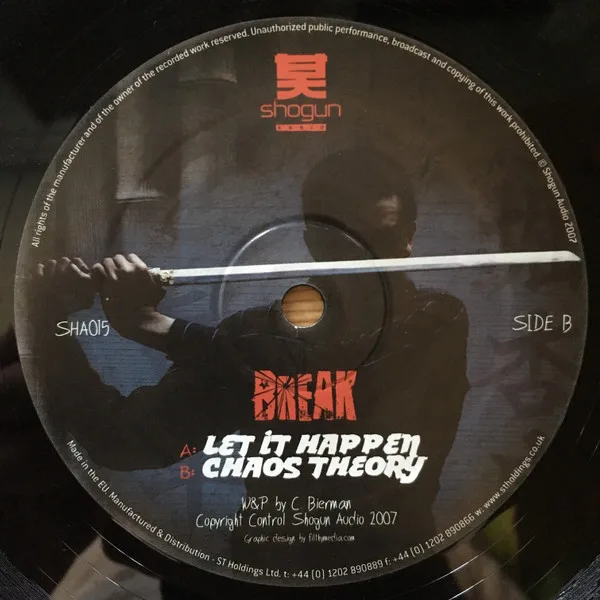 All rights of the manufacturer and of the owner of the recorded work reserved. Unauthorized public performance, broadcast and copying of this work prohibited. © Shogun Audio 2007
shogun
AUDIO
SHA015
SIDE B
BREAK
A: LET IT HAPPEN
B: CHAOS THEORY
W&P by C Bierman
Copyright Control Shogun Audio 2007
Graphic design by filthymedia.com
Made in the EU. Manufactured & Distribution - ST Holdings Ltd. t: +44 (0) 1202 890889 f: +44 (0) 1202 890866 w: www.stholdings.co.uk